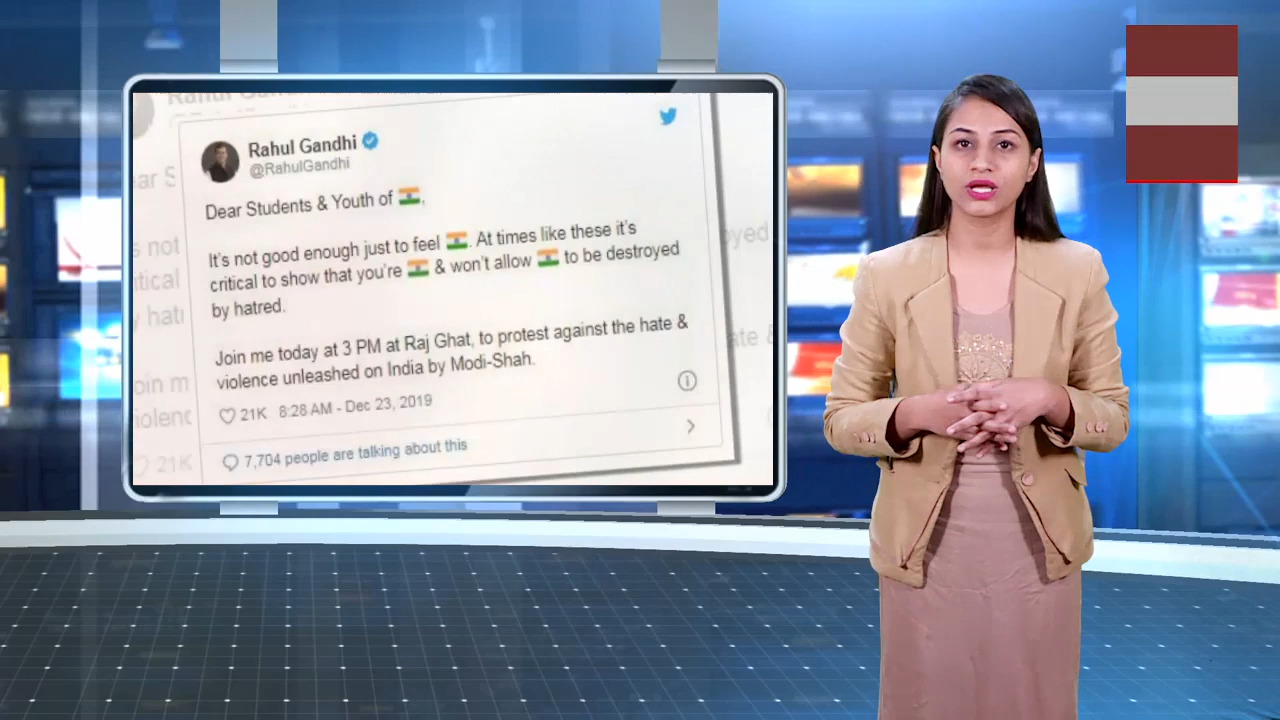 Rahul Gandhi
@RahulGandhi
Dear Students & Youth of 🇮🇳,
It's not good enough just to feel 🇮🇳. At times like these it's
critical to show that you're 🇮🇳 & won't allow 🇮🇳 to be destroyed
by hatred.
Join me today at 3 PM at Raj Ghat, to protest against the hate &
violence unleashed on India by Modi-Shah.
21K 8:28 AM - Dec 23, 2019
7,704 people are talking about this